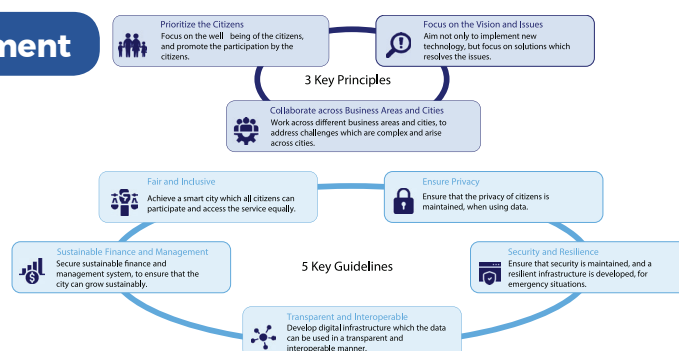 ment
Prioritize the Citizens
Focus on the well being of the citizens,
and promote the participation by the
citizens.
Focus on the Vision and Issues
Aim not only to implement new
technology, but focus on solutions which
resolves the issues.
3 Key Principles
Collaborate across Business Areas and Cities
Work across different business areas and cities, to
address challenges which are complex and arise
across cities.
Fair and Inclusive
Achieve a smart city which all citizens can
participate and access the service equally.
Ensure Privacy
Ensure that the privacy of citizens is
maintained, when using data.
Sustainable Finance and Management
Secure sustainable finance and
management system, to ensure that the
city can grow sustainably.
5 Key Guidelines
Security and Resilience
Ensure that security is maintained, and a
resilient infrastructure is developed, for
emergency situations.
Transparent and Interoperable
Develop digital infrastructure which the data
can be used in a transparent and
interoperable manner.